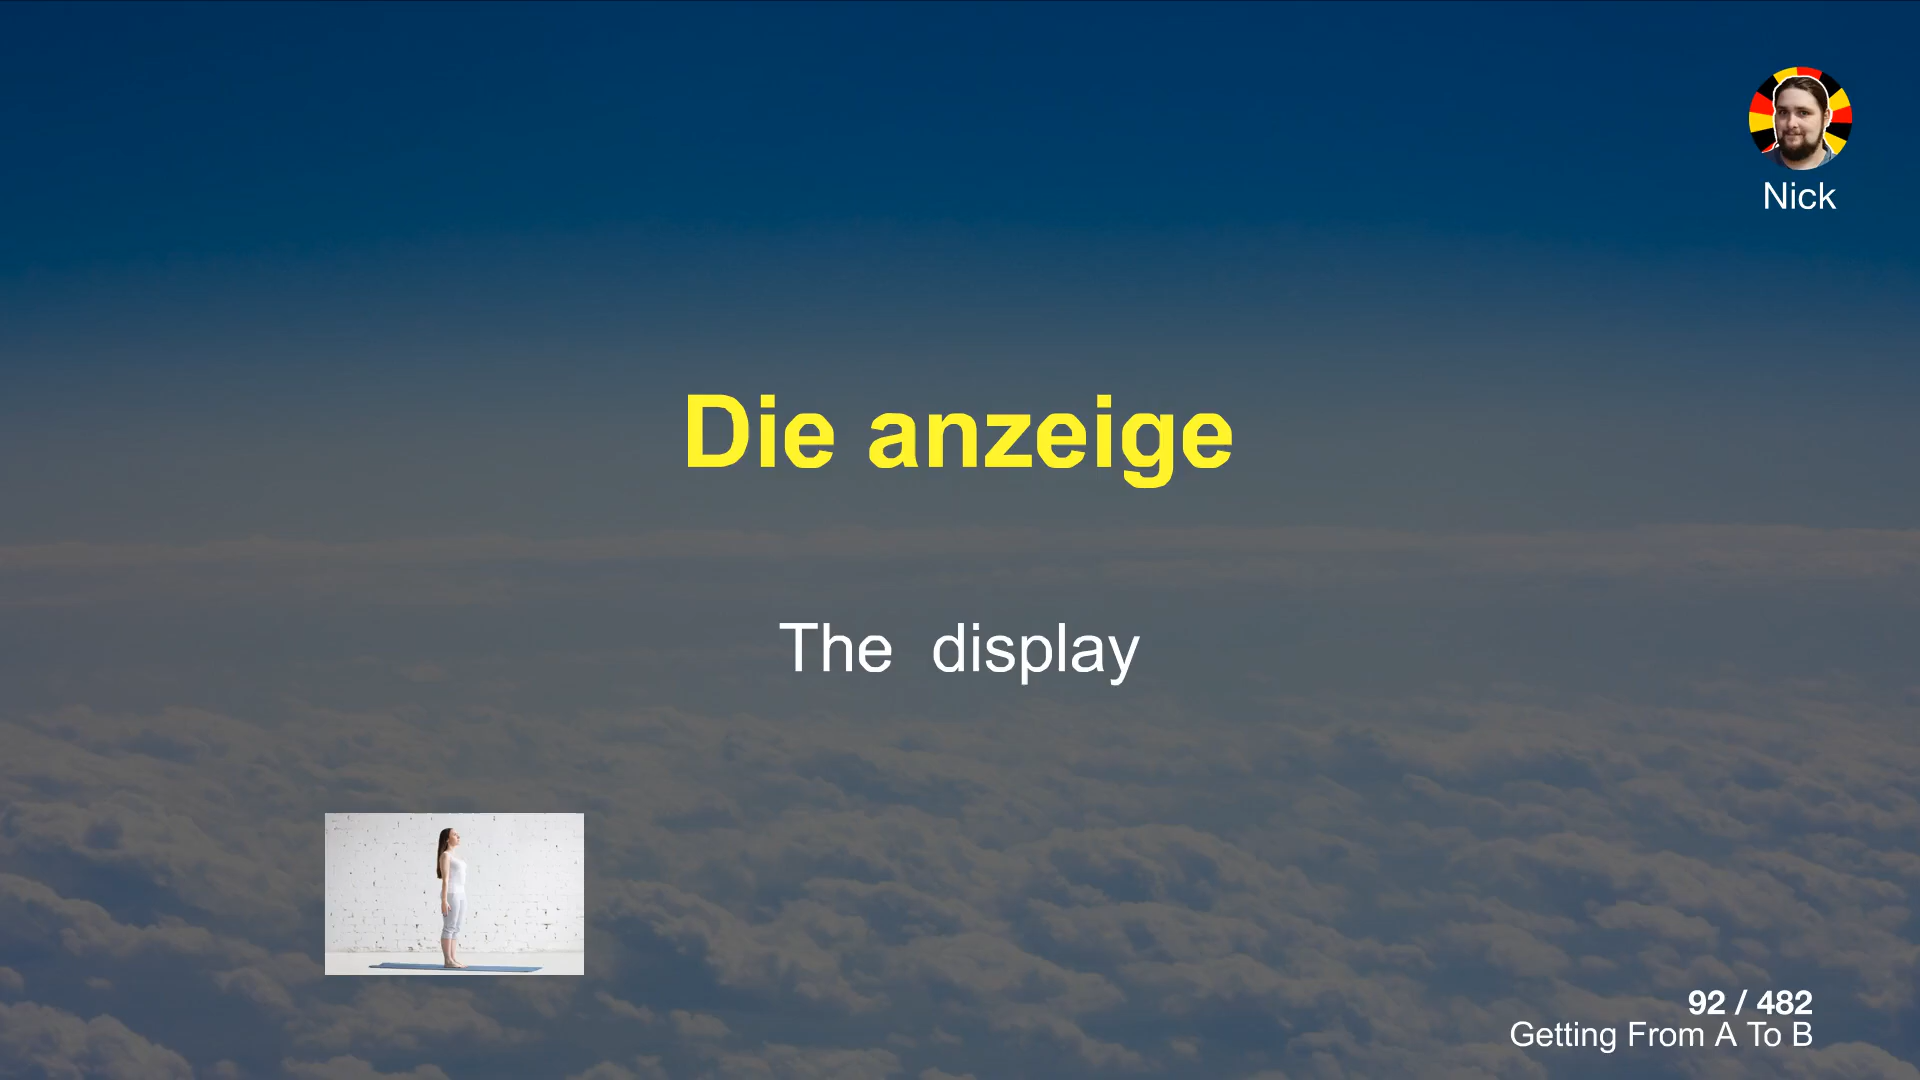 Nick
Die anzeige
The display
92 / 482
Getting From A To B